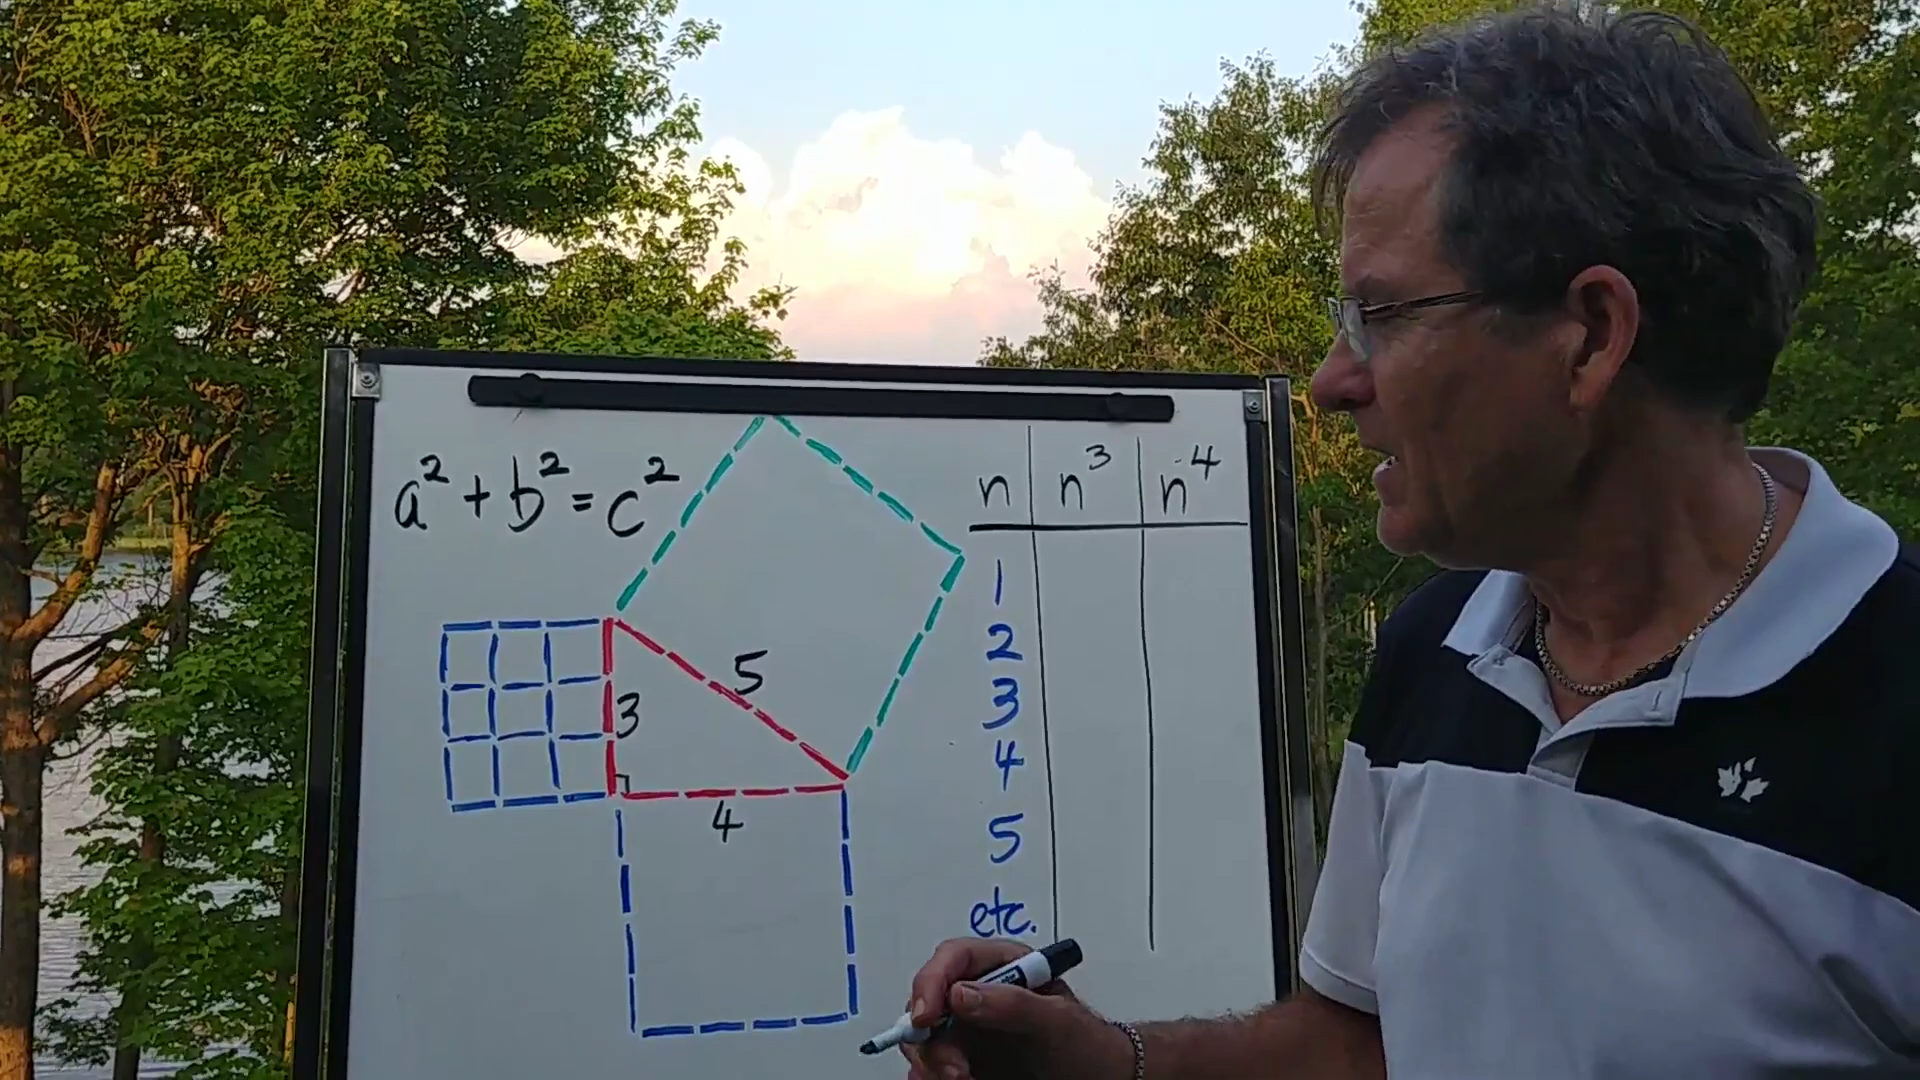 a² + b² = c²
5
3
4
n n³ n⁴
1
2
3
4
5
etc.